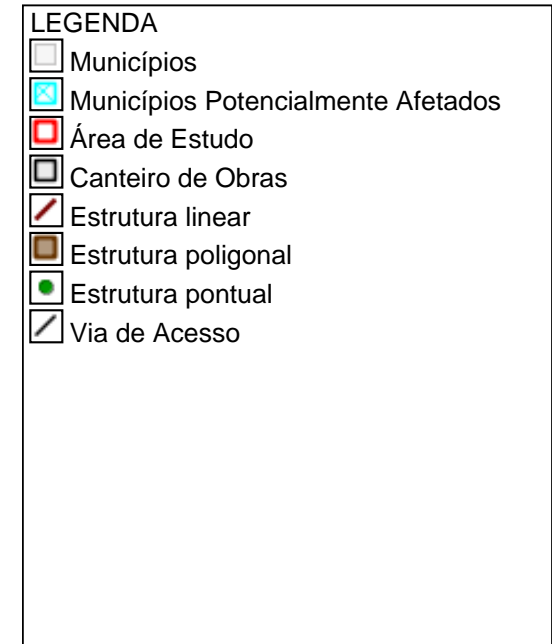 LEGENDA
Municípios
Municípios Potencialmente Afetados
Área de Estudo
Canteiro de Obras
Estrutura linear
Estrutura poligonal
Estrutura pontual
Via de Acesso